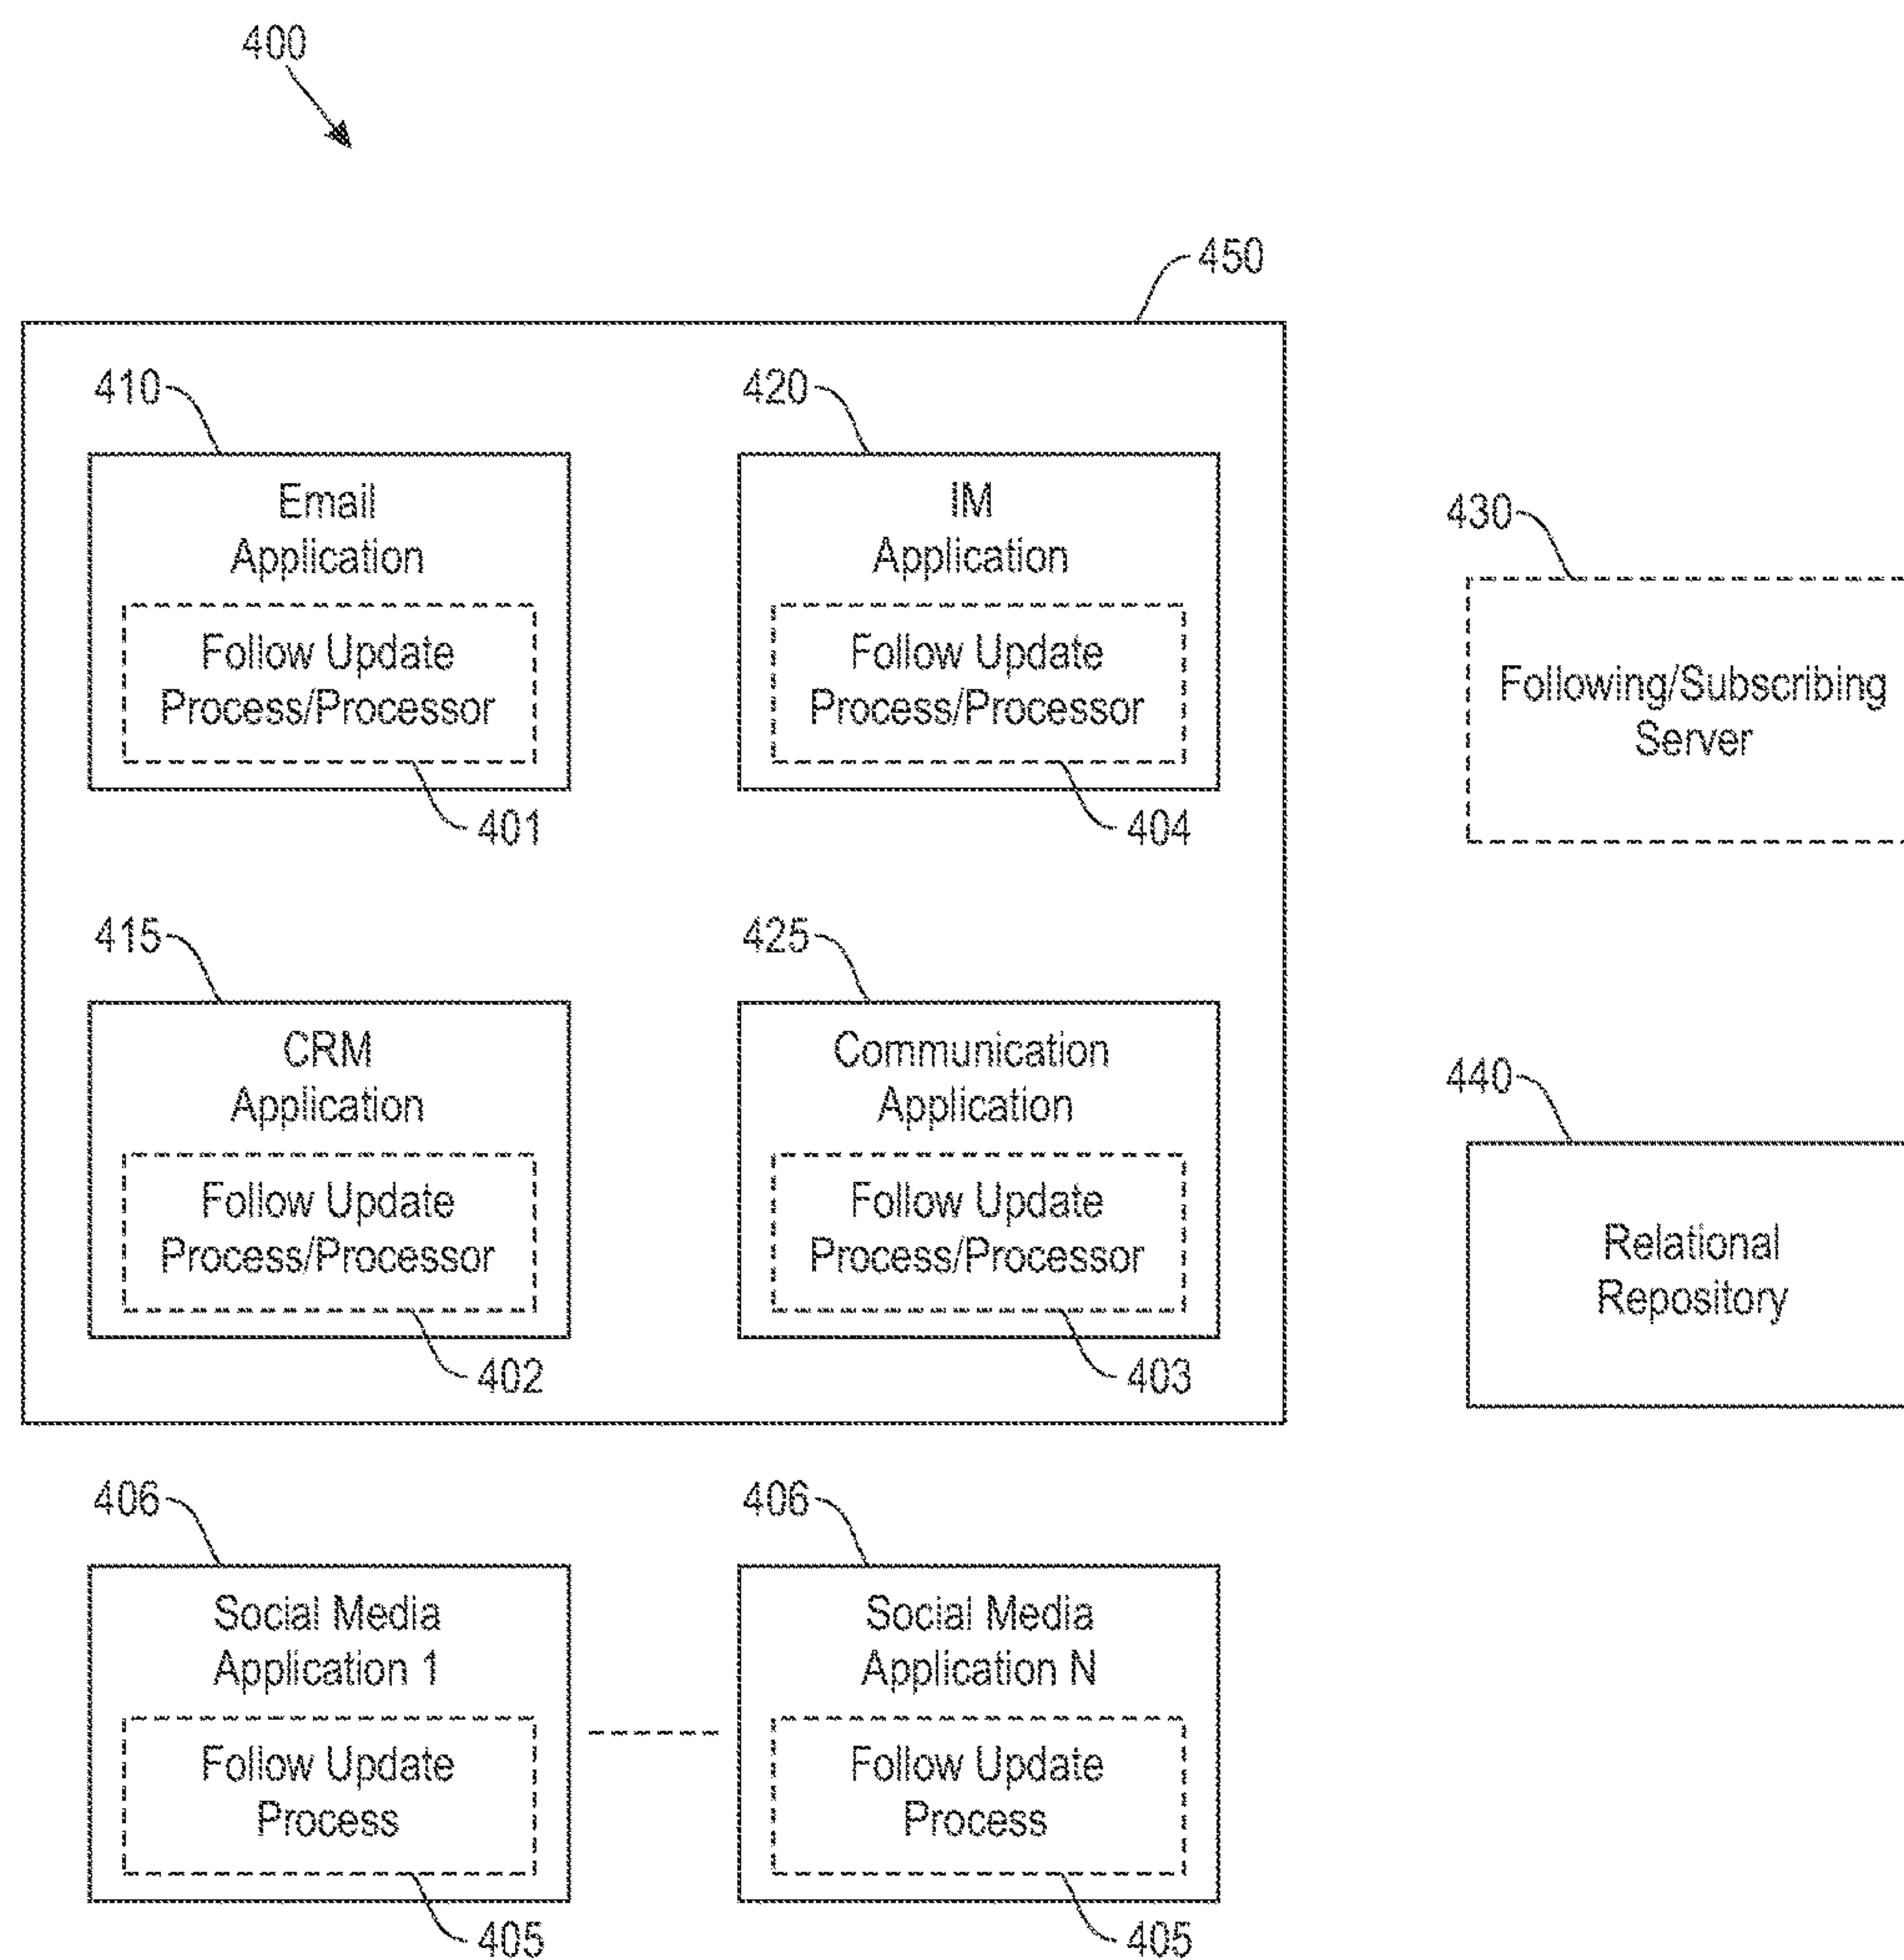 400
450
410
420
Email
Application
Follow Update
Process/Processor
401
IM
Application
Follow Update
Process/Processor
404
430
Following/Subscribing
Server
415
425
CRM
Application
Follow Update
Process/Processor
402
Communication
Application
Follow Update
Process/Processor
403
440
Relational
Repository
406
406
Social Media
Application 1
Follow Update
Process
405
Social Media
Application N
Follow Update
Process
405